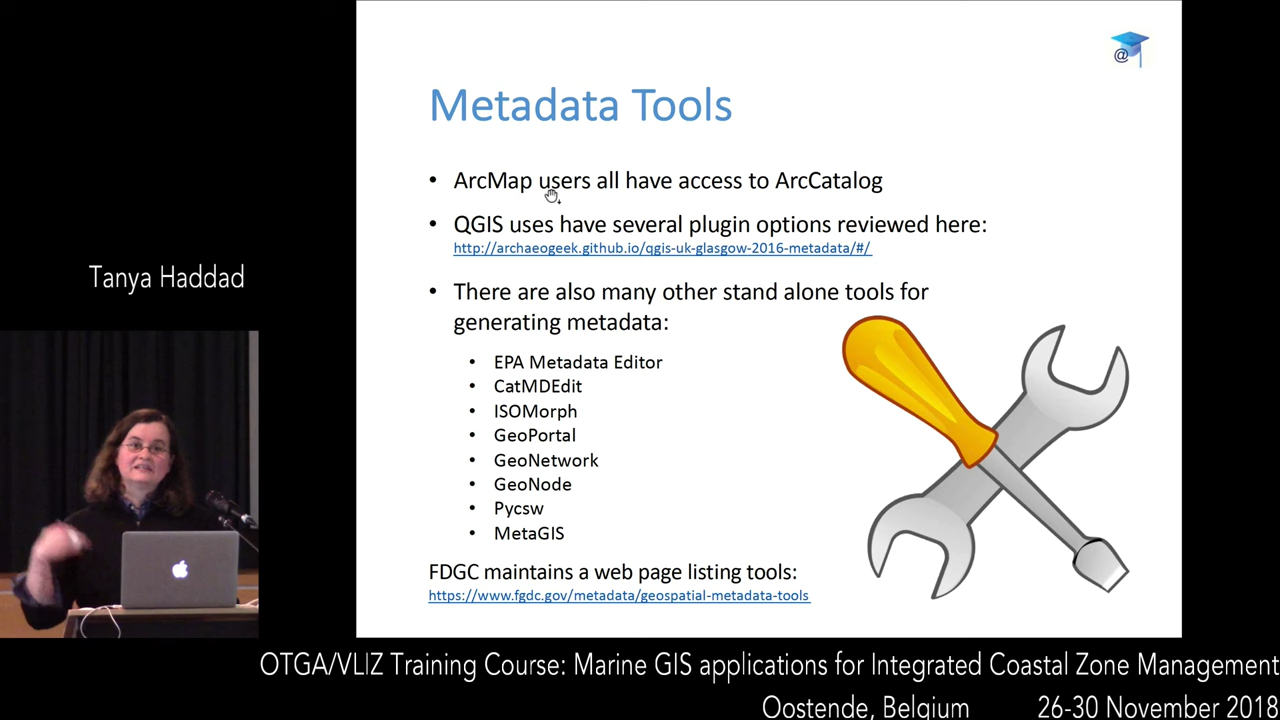 @
Metadata Tools
• ArcMap users all have access to ArcCatalog
• QGIS uses have several plugin options reviewed here:
http://archaeogeek.github.io/qgis-uk-glasgow-2016-metadata/#/
Tanya Haddad
• There are also many other stand alone tools for
generating metadata:
• EPA Metadata Editor
• CatMDEdit
• ISOMorph
• GeoPortal
• GeoNetwork
• GeoNode
• Pycsw
• MetaGIS
FDGC maintains a web page listing tools:
https://www.fgdc.gov/metadata/geospatial-metadata-tools
OTGA/VLIZ Training Course: Marine GIS applications for Integrated Coastal Zone Management
Oostende, Belgium 26-30 November 2018